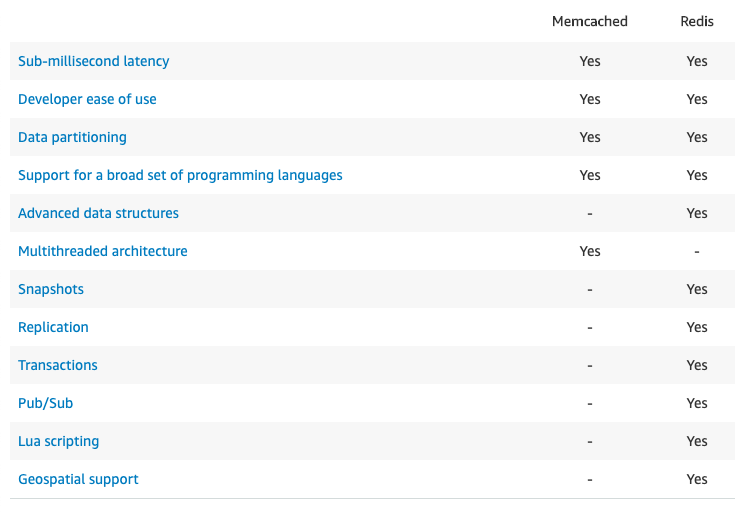 Memcached Redis
Sub-millisecond latency Yes Yes
Developer ease of use Yes Yes
Data partitioning Yes Yes
Support for a broad set of programming languages Yes Yes
Advanced data structures - Yes
Multithreaded architecture Yes -
Snapshots - Yes
Replication - Yes
Transactions - Yes
Pub/Sub - Yes
Lua scripting - Yes
Geospatial support - Yes